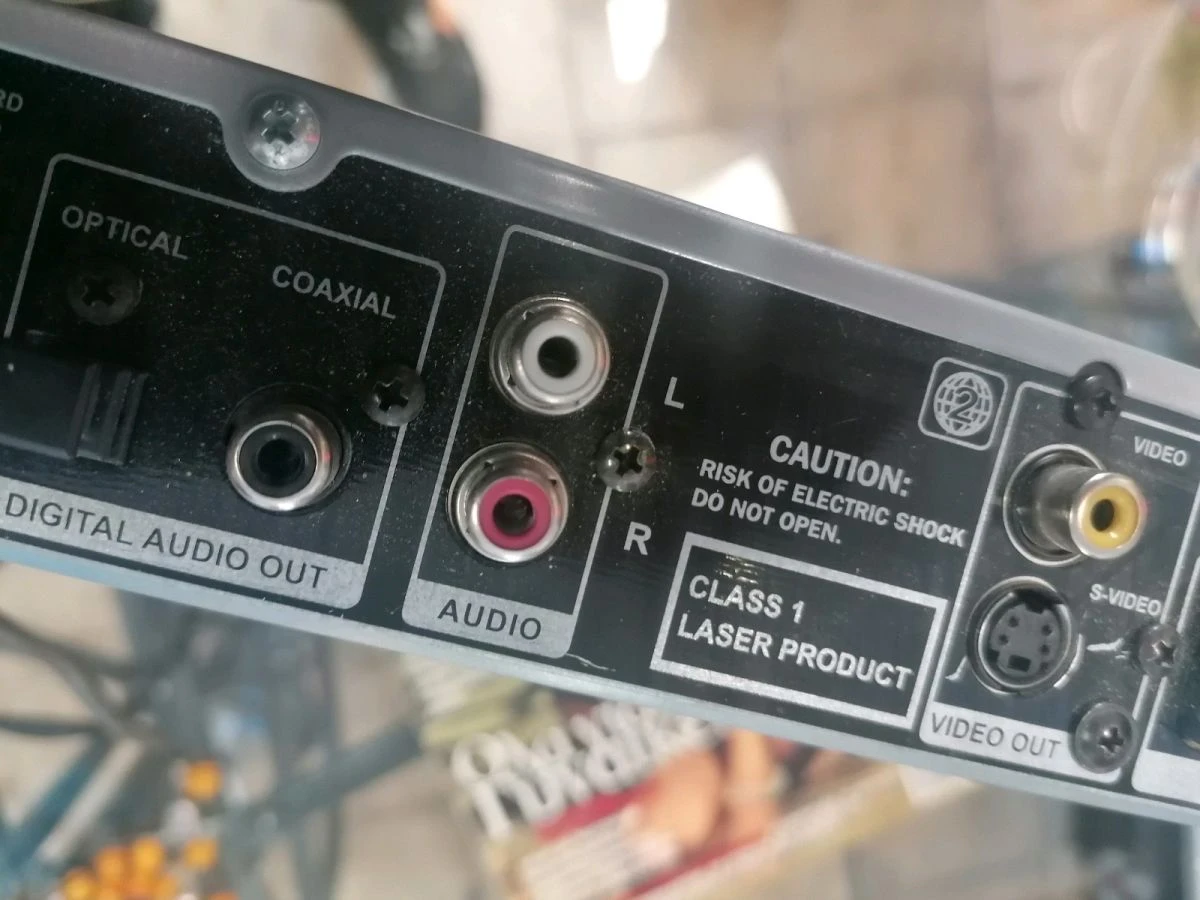 RD
OPTICAL
COAXIAL
DIGITAL AUDIO OUT
L
R
AUDIO
CAUTION:
RISK OF ELECTRIC SHOCK
DO NOT OPEN.
CLASS 1
LASER PRODUCT
2
VIDEO
S-VIDEO
VIDEO OUT